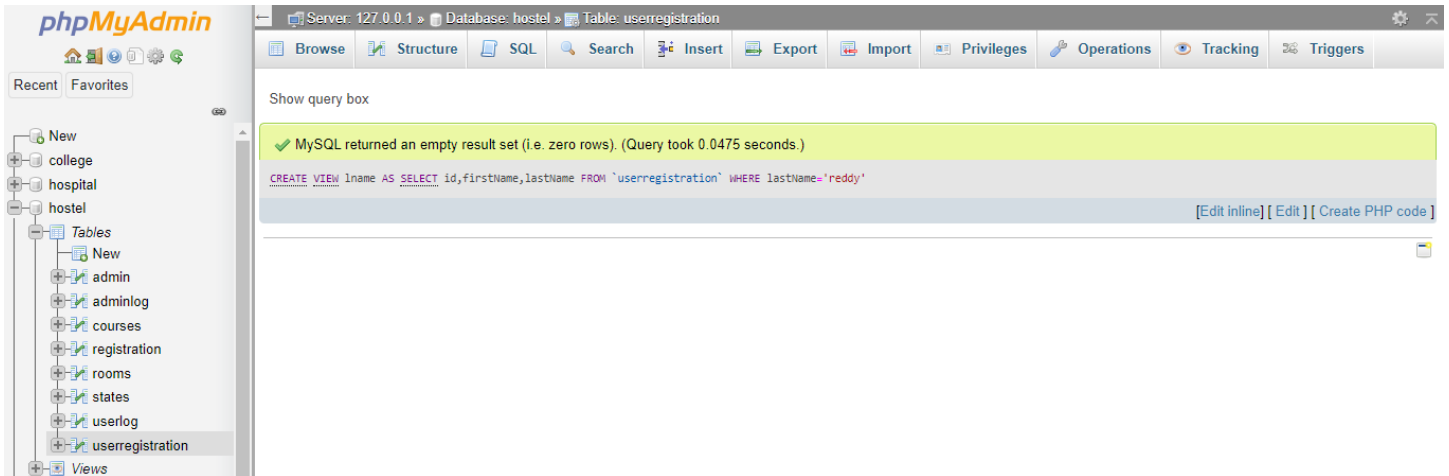 phpMyAdmin
Recent Favorites
New
college
hospital
hostel
Tables
New
admin
adminlog
courses
registration
rooms
states
userlog
userregistration
Views
Server: 127.0.0.1 » Database: hostel » Table: userregistration
Browse Structure SQL Search Insert Export Import Privileges Operations Tracking Triggers
Show query box
MySQL returned an empty result set (i.e. zero rows). (Query took 0.0475 seconds.)
CREATE VIEW lname AS SELECT id,firstName,lastName FROM `userregistration` WHERE lastName='reddy'
[Edit inline] [ Edit ] [ Create PHP code ]